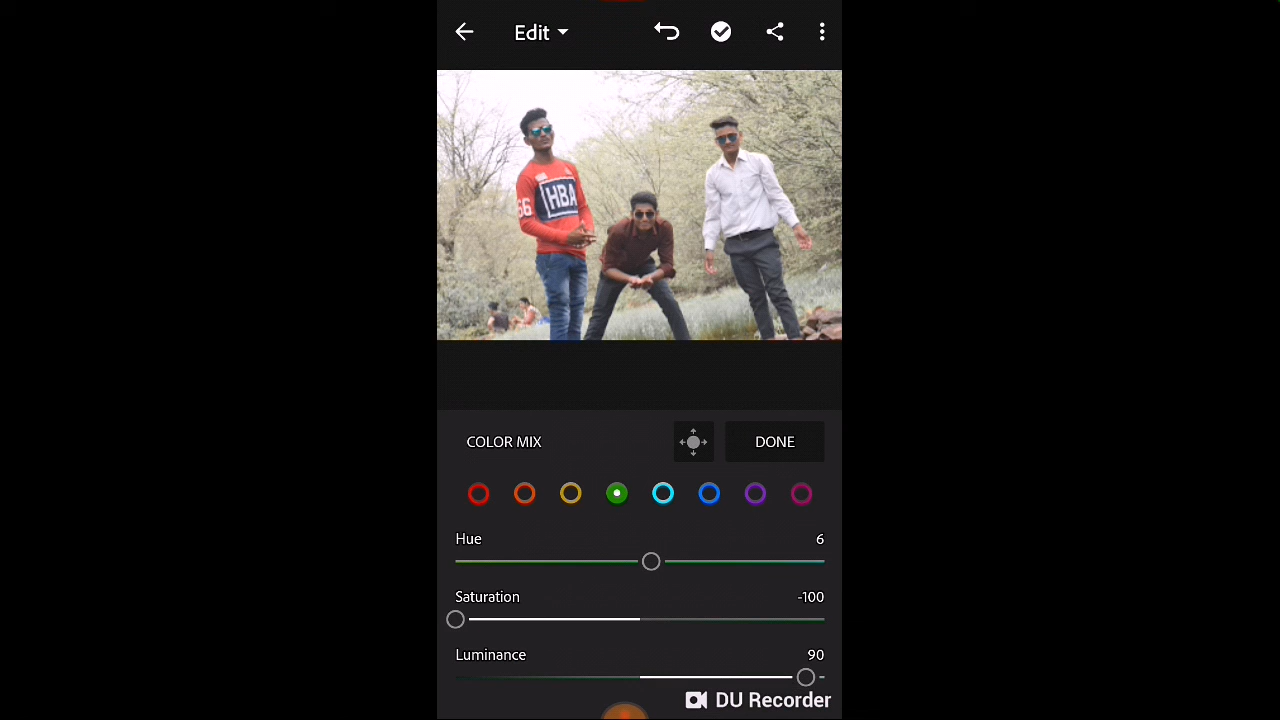 Edit
66
HBA
COLOR MIX
DONE
Hue
6
Saturation
-100
Luminance
90
DU Recorder